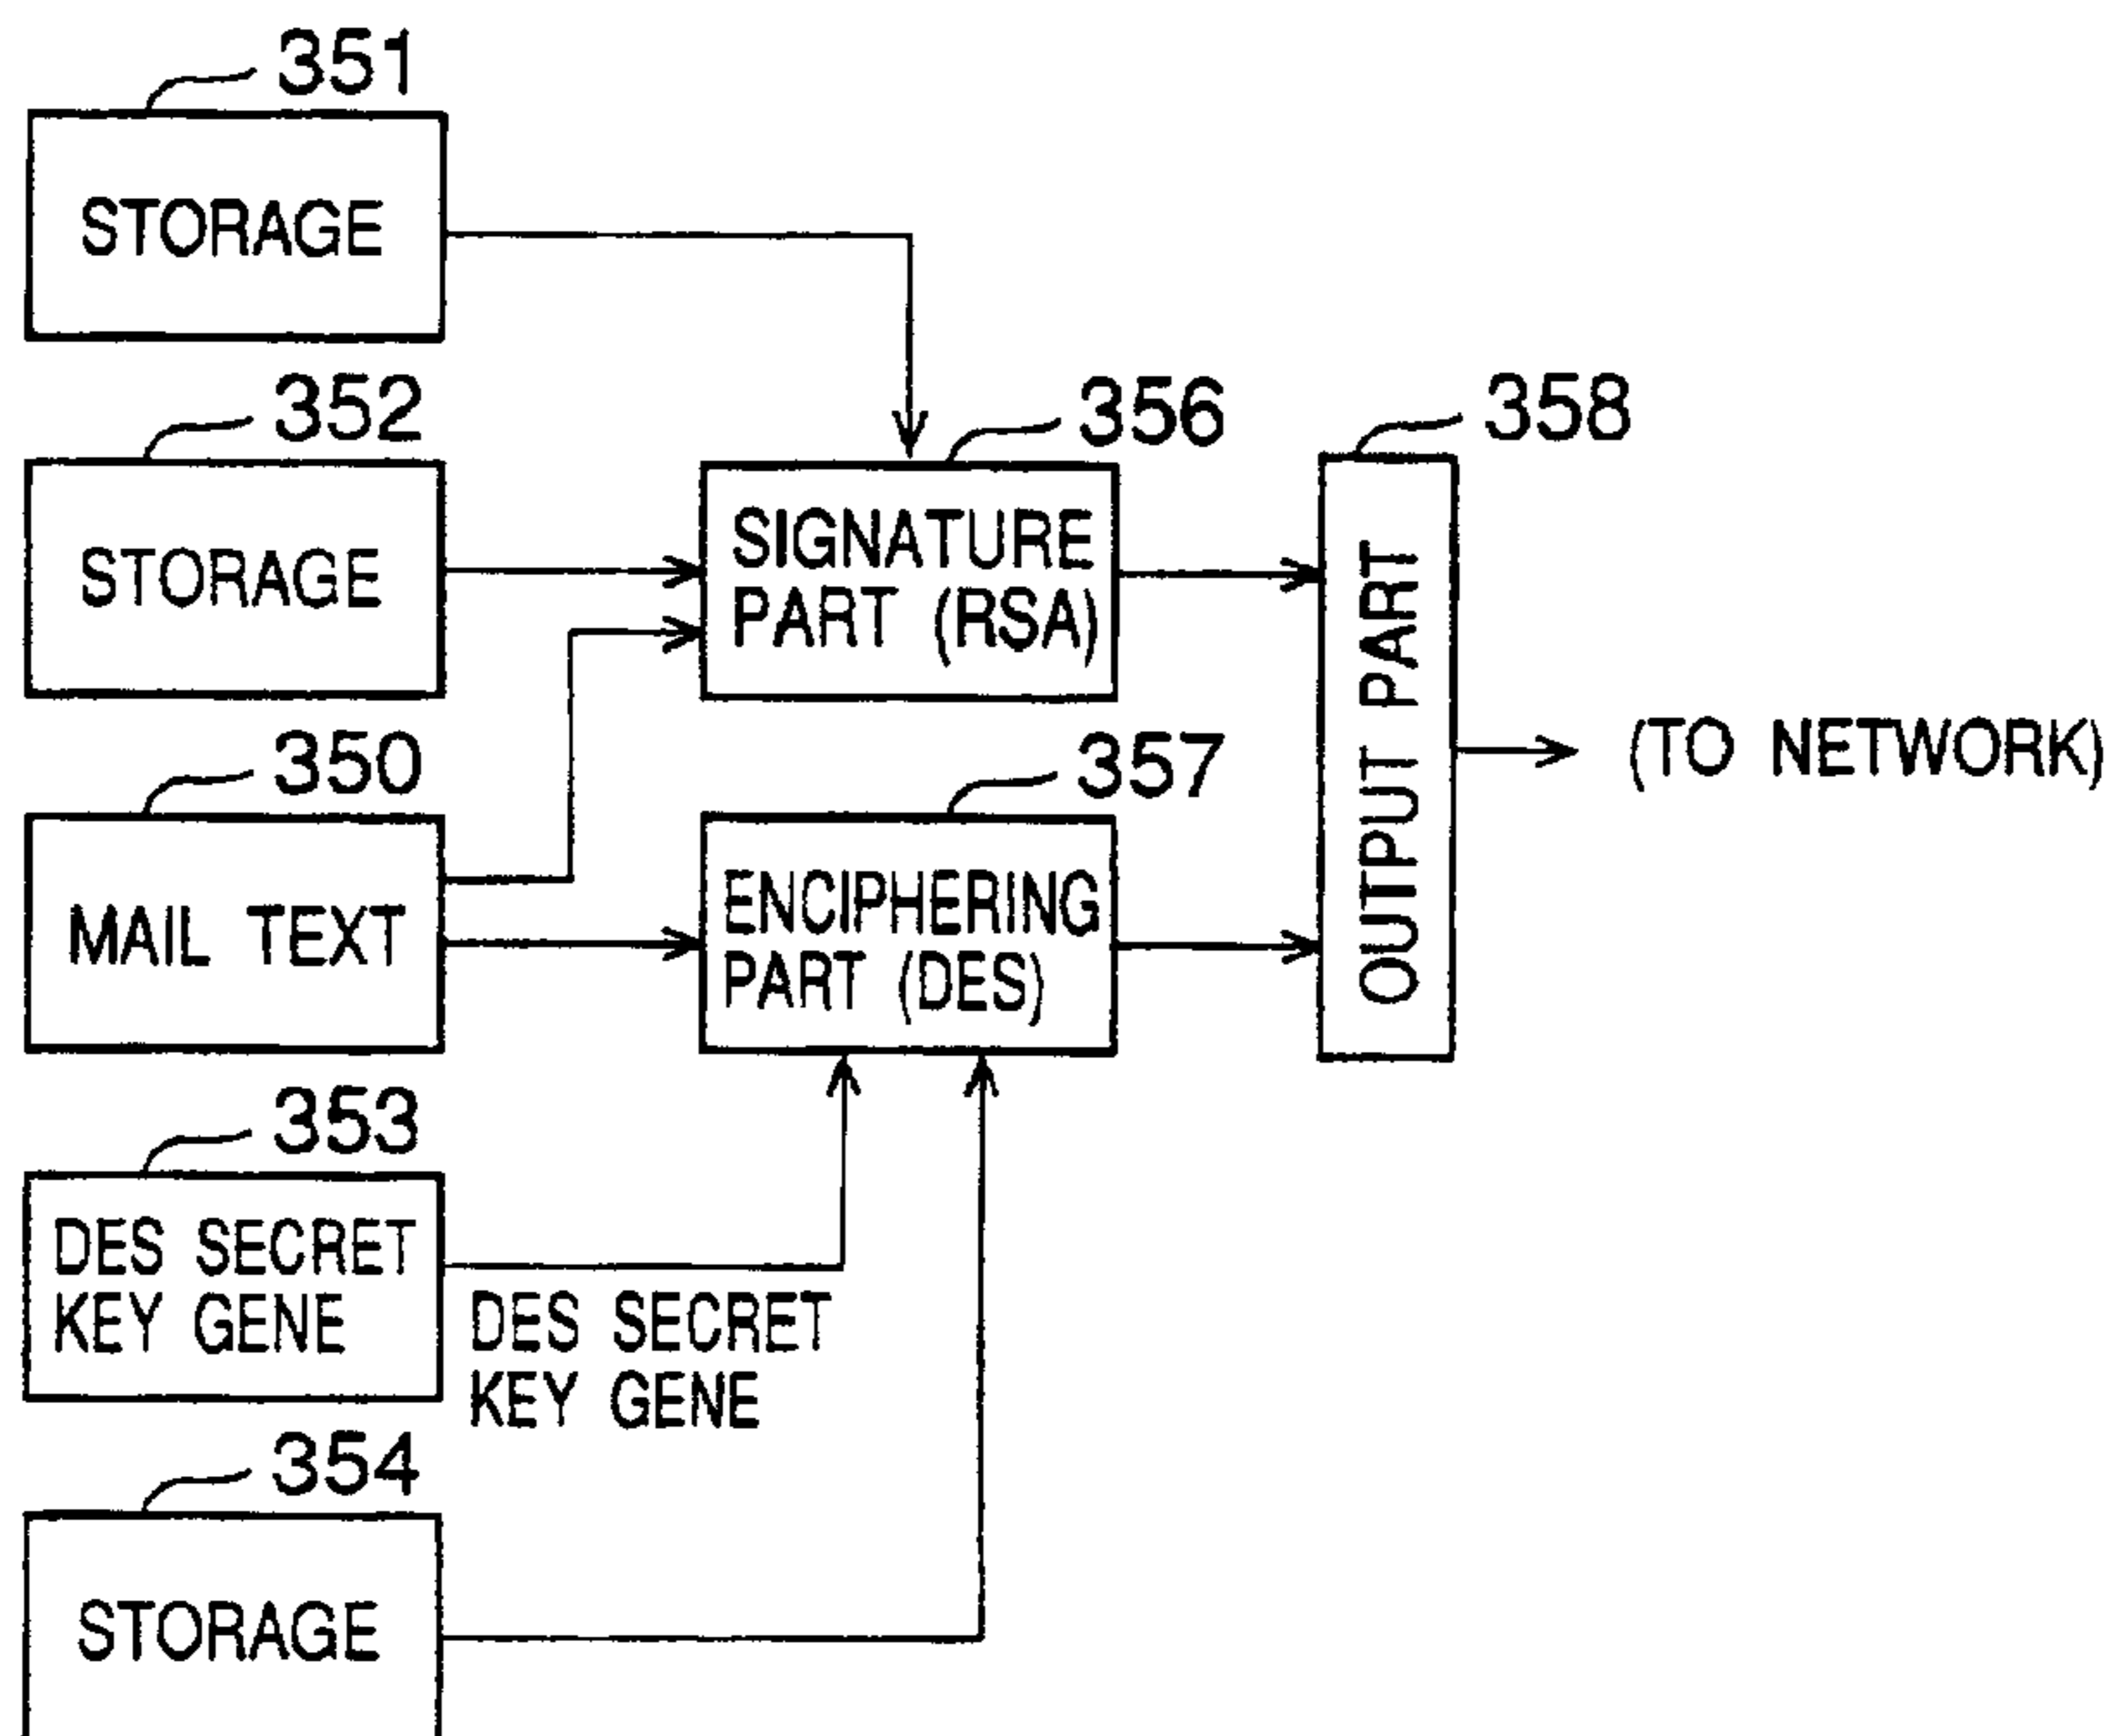 351
STORAGE
352
STORAGE
356
SIGNATURE
PART (RSA)
358
OUTPUT PART
(TO NETWORK)
350
MAIL TEXT
357
ENCIPHERING
PART (DES)
353
DES SECRET
KEY GENE
DES SECRET
KEY GENE
354
STORAGE